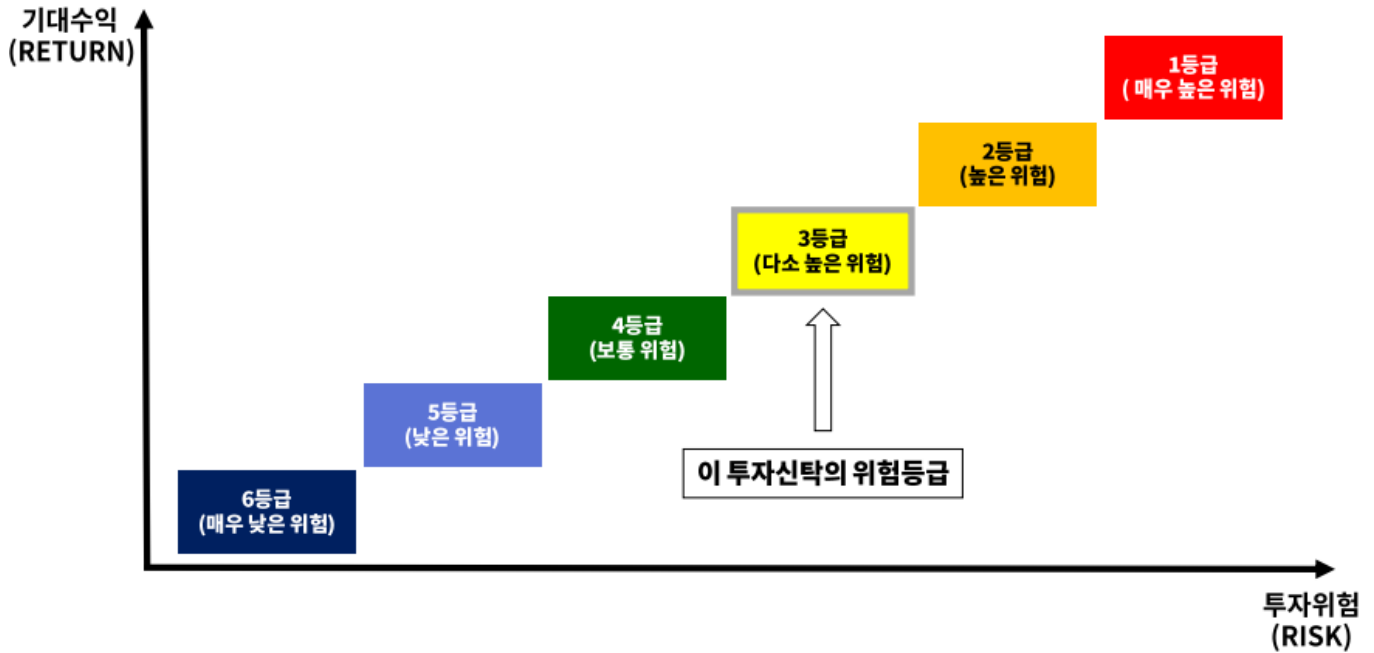 기대수익
(RETURN)
1등급
( 매우 높은 위험)
2등급
(높은 위험)
3등급
(다소 높은 위험)
4등급
(보통 위험)
5등급
(낮은 위험)
6등급
(매우 낮은 위험)
이 투자신탁의 위험등급
투자위험
(RISK)